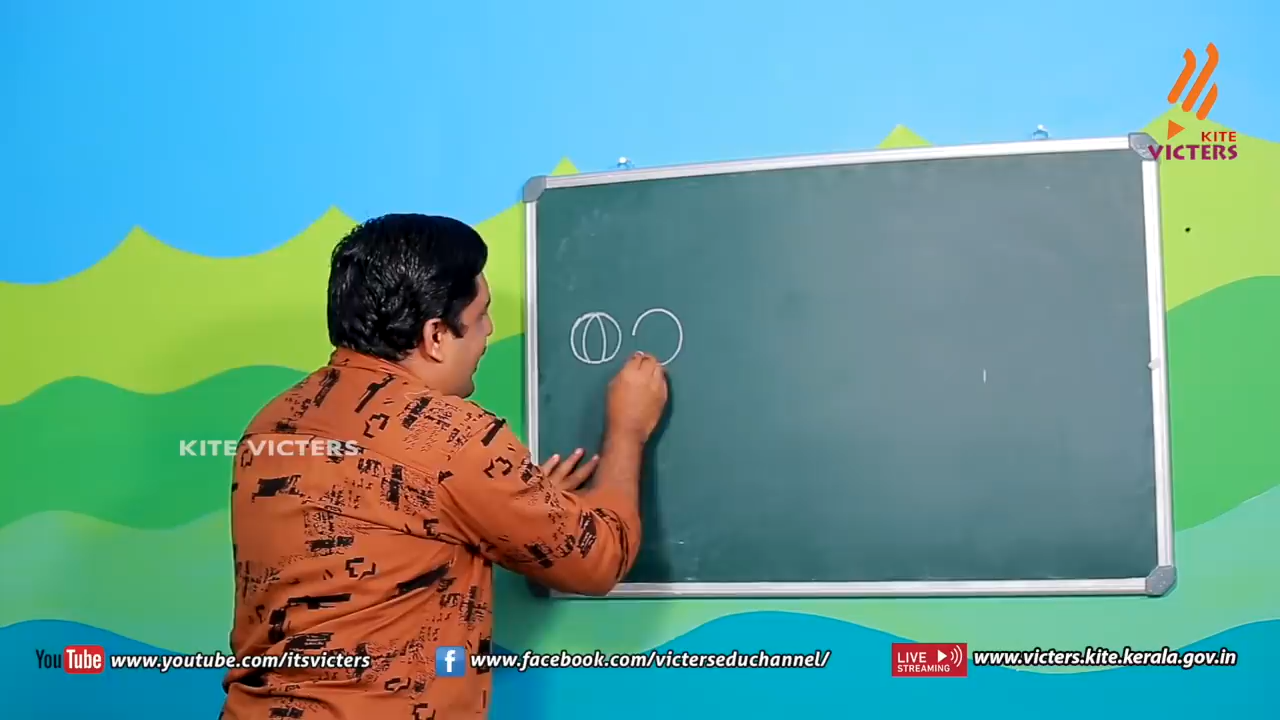 KITE
VICTERS
KITE VICTERS
YouTube www.youtube.com/itsvicters
f www.facebook.com/victerseduchannel/
LIVE STREAMING www.victers.kite.kerala.gov.in